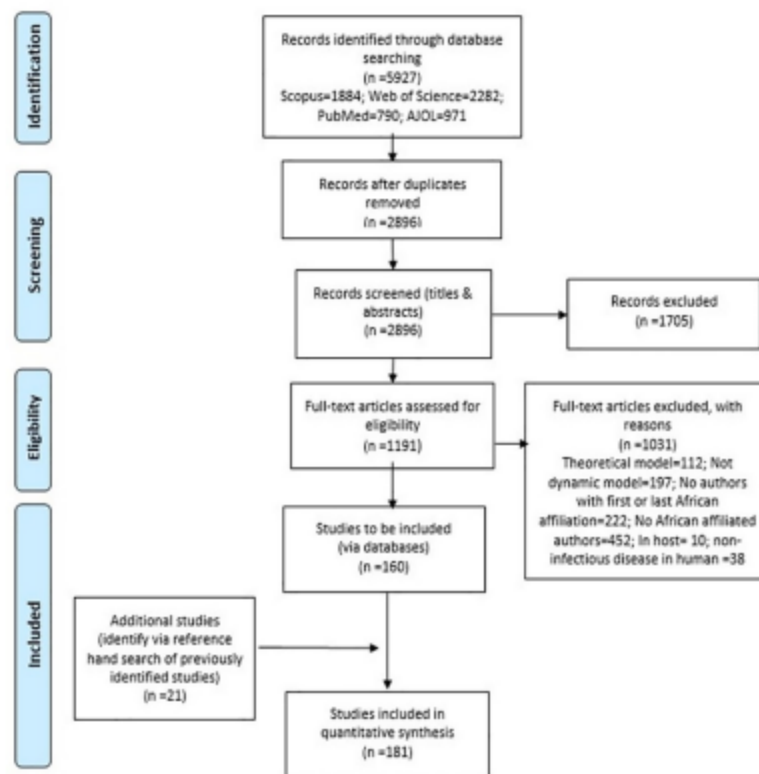 Identification
Records identified through database
searching
(n =5927)
Scopus=1884; Web of Science=2282;
PubMed=790; AJOL=971
Screening
Records after duplicates
removed
(n =2896)
Records screened (titles &
abstracts)
(n =2896)
Records excluded
(n =1705)
Eligibility
Full-text articles assessed for
eligibility
(n =1191)
Full-text articles excluded, with
reasons
(n =1031)
Theoretical model=112; Not
dynamic model=197; No authors
with first or last African
affiliation=222; No African affiliated
authors=452; In host= 10; non-
infectious disease in human =38
Included
Studies to be included
(via databases)
(n =160)
Additional studies
(identify via reference
hand search of previously
identified studies)
(n =21)
Studies included in
quantitative synthesis
(n =181)